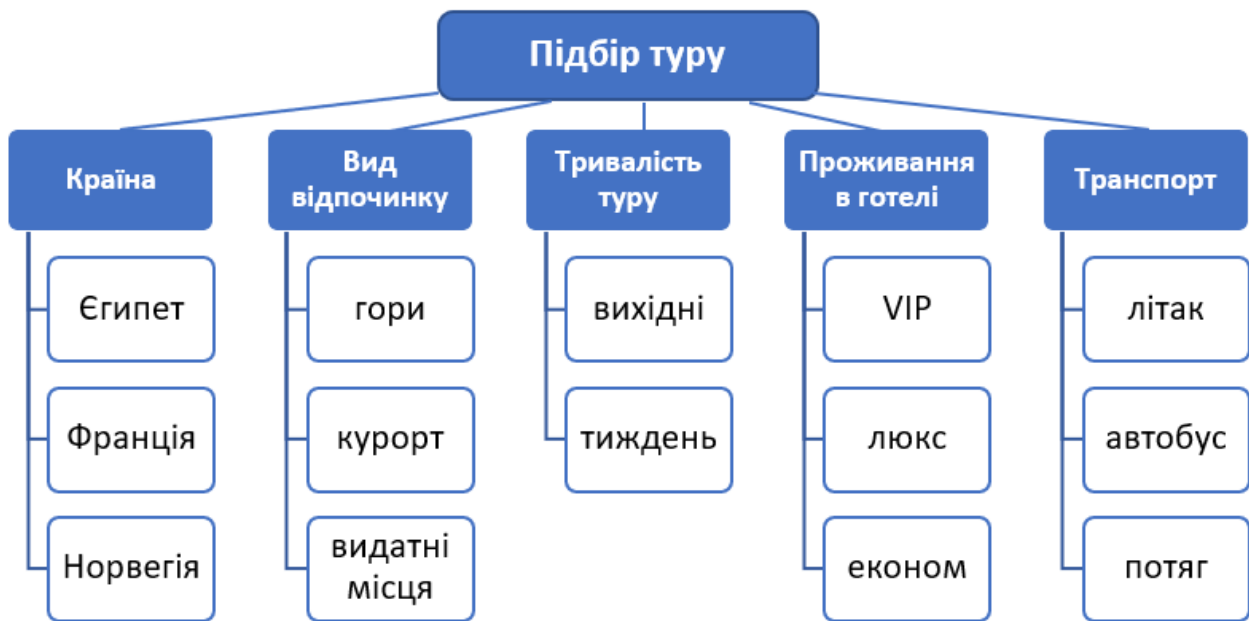 Підбір туру
Країна
Вид
відпочинку
Тривалість
туру
Проживання
в готелі
Транспорт
Єгипет
гори
вихідні
VIP
літак
Франція
курорт
тиждень
люкс
автобус
Норвегія
видатні
місця
економ
потяг